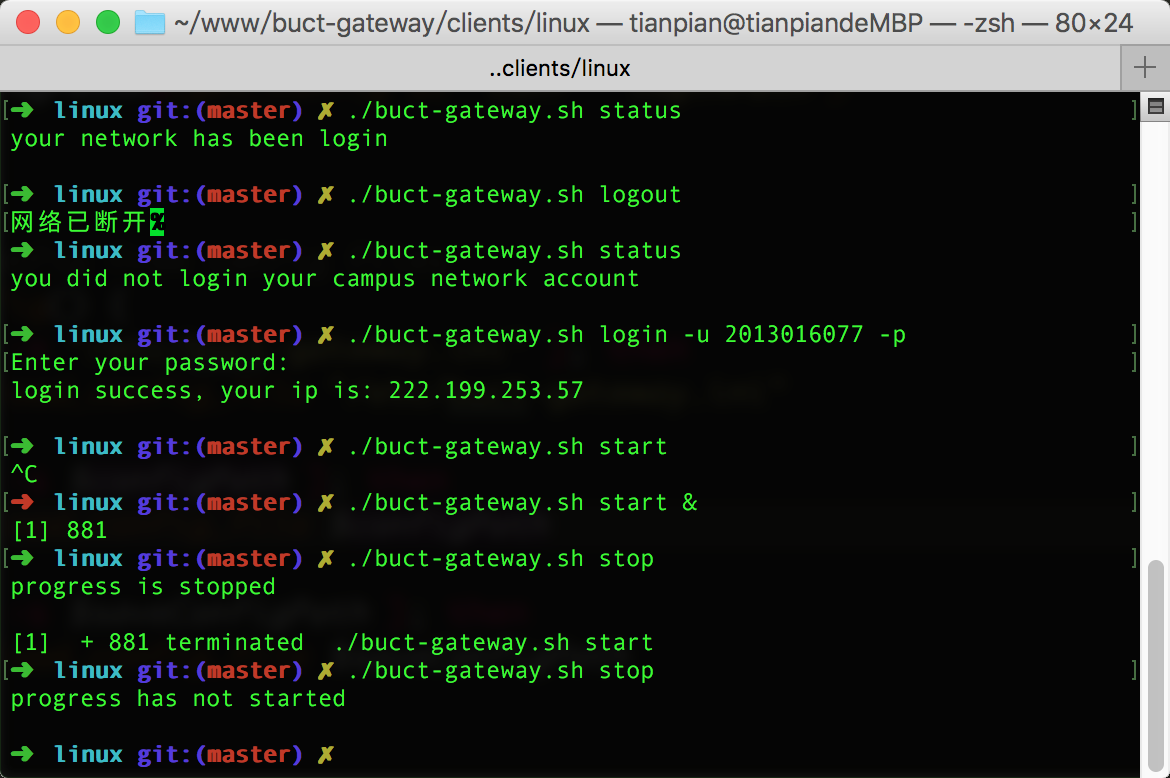 ~/www/buct-gateway/clients/linux — tianpian@tianpiandeMBP — -zsh — 80×24
..clients/linux +
[➜  linux git:(master) ✗ ./buct-gateway.sh status ]
your network has been login
[➜  linux git:(master) ✗ ./buct-gateway.sh logout ]
[网络已断开% ]
➜  linux git:(master) ✗ ./buct-gateway.sh status
you did not login your campus network account
[➜  linux git:(master) ✗ ./buct-gateway.sh login -u 2013016077 -p ]
[Enter your password: ]
login success, your ip is: 222.199.253.57
[➜  linux git:(master) ✗ ./buct-gateway.sh start ]
^C
[➜  linux git:(master) ✗ ./buct-gateway.sh start & ]
[1] 881
[➜  linux git:(master) ✗ ./buct-gateway.sh stop ]
progress is stopped
[1]  + 881 terminated  ./buct-gateway.sh start
[➜  linux git:(master) ✗ ./buct-gateway.sh stop ]
progress has not started
➜  linux git:(master) ✗